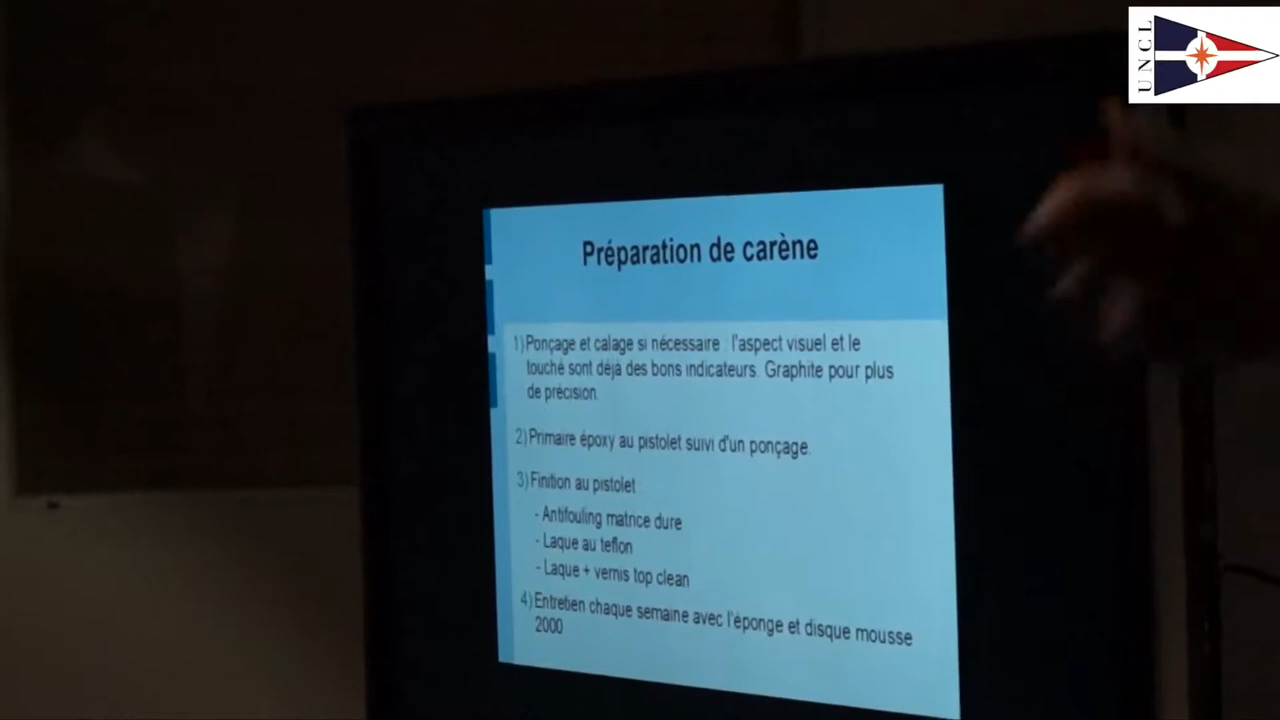 UNCL
Préparation de carène
1) Ponçage et calage si nécessaire : l'aspect visuel et le
touché sont déjà des bons indicateurs. Graphite pour plus
de précision
2) Primaire époxy au pistolet suivi d'un ponçage.
3) Finition au pistolet
- Antifouling matrice dure
- Laque au teflon
- Laque + vernis top clean
4) Entretien chaque semaine avec l'éponge et disque mousse
2000